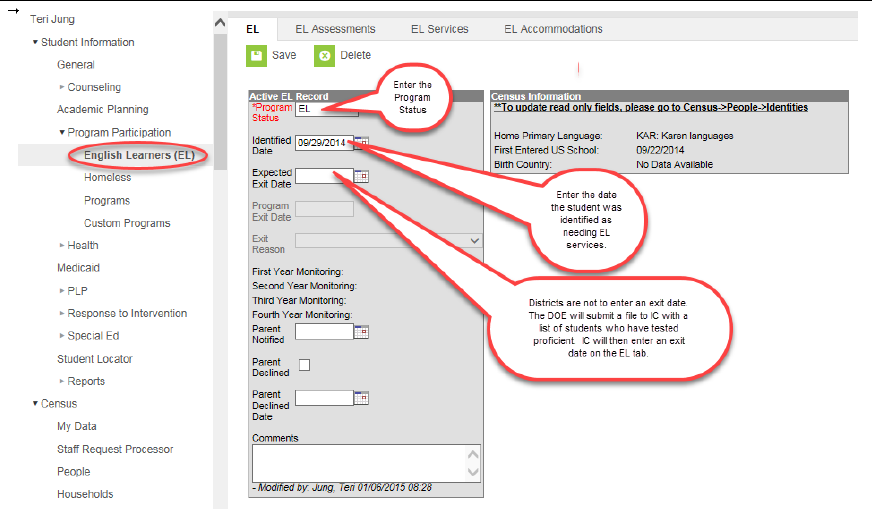 →
Teri Jung
Student Information
General
Counseling
Academic Planning
Program Participation
English Learners (EL)
Homeless
Programs
Custom Programs
Health
Medicaid
PLP
Response to Intervention
Special Ed
Student Locator
Reports
Census
My Data
Staff Request Processor
People
Households
EL EL Assessments EL Services EL Accommodations
Save Delete
Active EL Record
*Program
Status
EL
Identified
Date
09/29/2014
Expected
Exit Date
Program
Exit Date
Exit
Reason
First Year Monitoring:
Second Year Monitoring:
Third Year Monitoring:
Fourth Year Monitoring:
Parent
Notified
Parent
Declined
Parent
Declined
Date
Comments
- Modified by: Jung, Teri 01/06/2015 08:28
Enter the
Program
Status
Census Information
**To update read only fields, please go to Census->People->Identities
Home Primary Language: KAR: Karen languages
First Entered US School: 09/22/2014
Birth Country: No Data Available
Enter the date
the student was
identified as
needing EL
services.
Districts are not to enter an exit date.
The DOE will submit a file to IC with a
list of students who have tested
proficient. IC will then enter an exit
date on the EL tab.